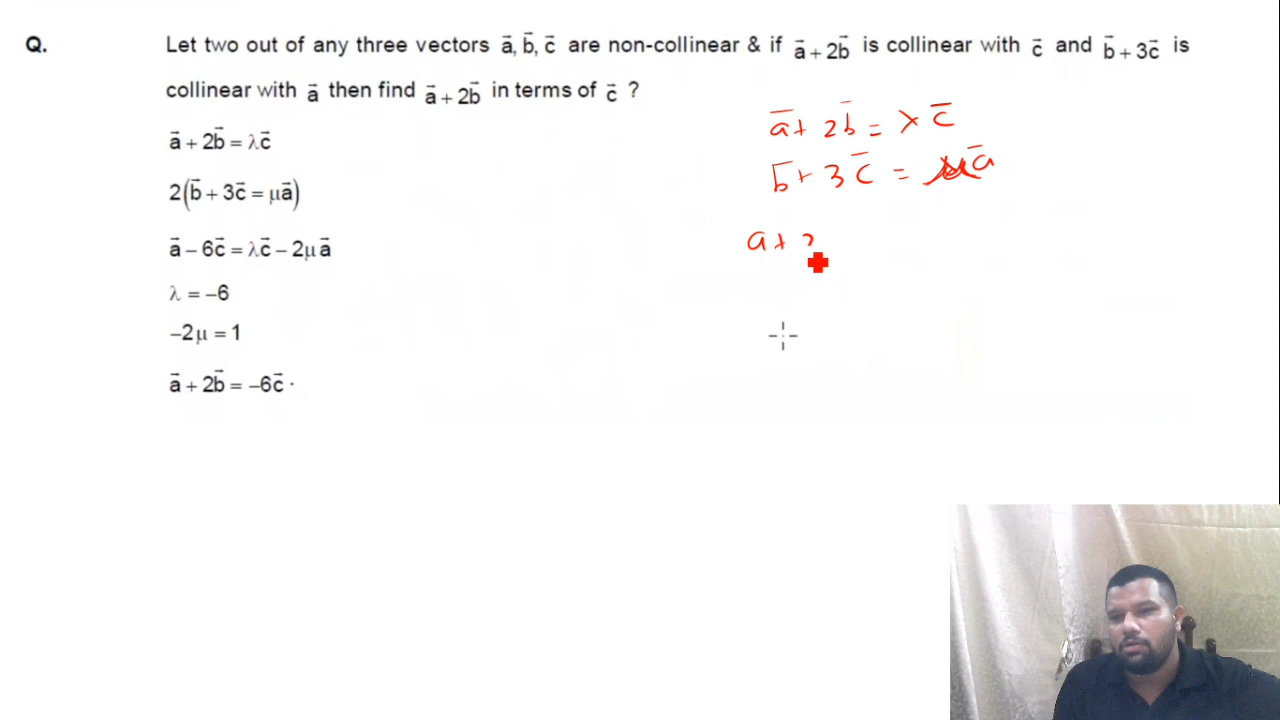 Q. Let two out of any three vectors a⃗, b⃗, c⃗ are non-collinear & if a⃗ + 2b⃗ is collinear with c⃗ and b⃗ + 3c⃗ is
collinear with a⃗ then find a⃗ + 2b⃗ in terms of c⃗ ?
a⃗ + 2b⃗ = λc⃗
2(b⃗ + 3c⃗ = μa⃗)
a⃗ − 6c⃗ = λc⃗ − 2μa⃗
λ = −6
−2μ = 1
a⃗ + 2b⃗ = −6c⃗ ·
a̅ + 2b̅ = λ c̅
b̅ + 3c̅ = μa̅
a + 2